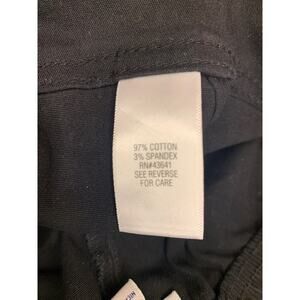 97% COTTON
3% SPANDEX
RN#43641
SEE REVERSE
FOR CARE